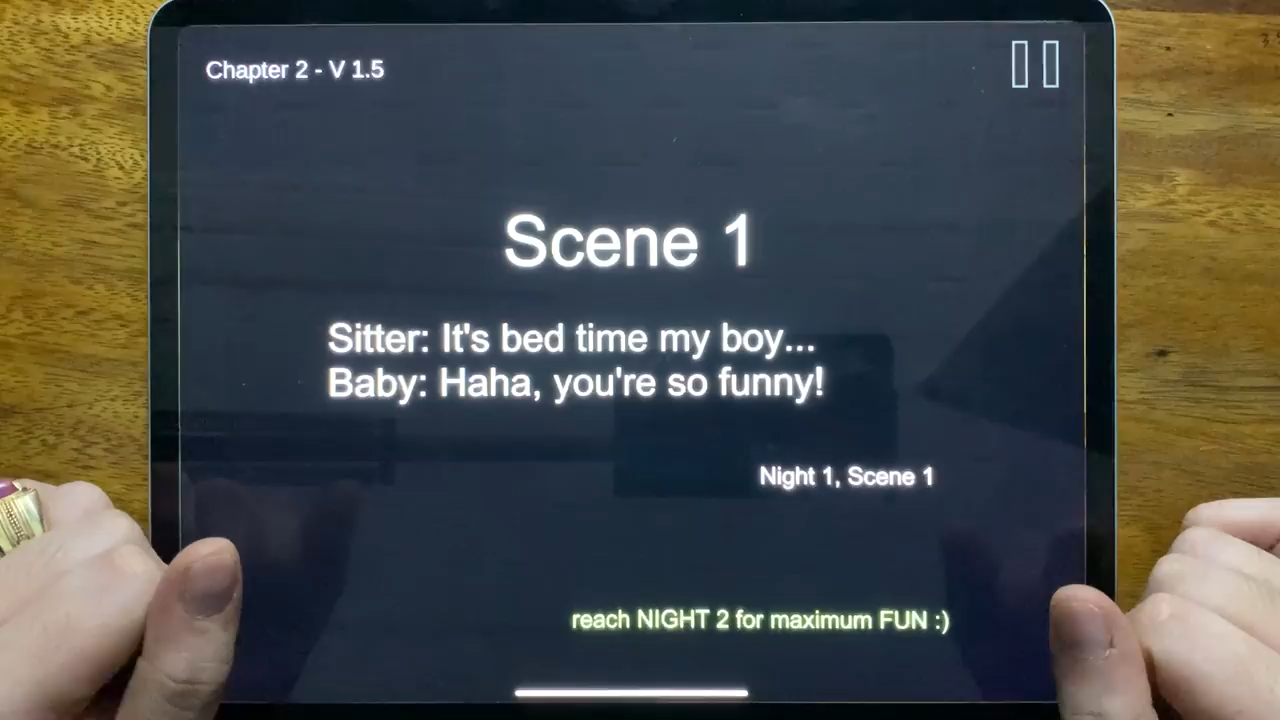 Chapter 2 - V 1.5
Scene 1
Sitter: It's bed time my boy...
Baby: Haha, you're so funny!
Night 1, Scene 1
reach NIGHT 2 for maximum FUN :)